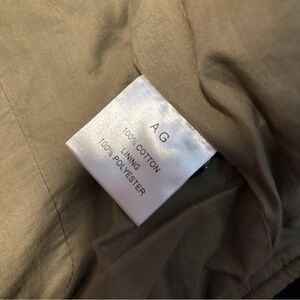 A G
100% COTTON
LINING
100% POLYESTER